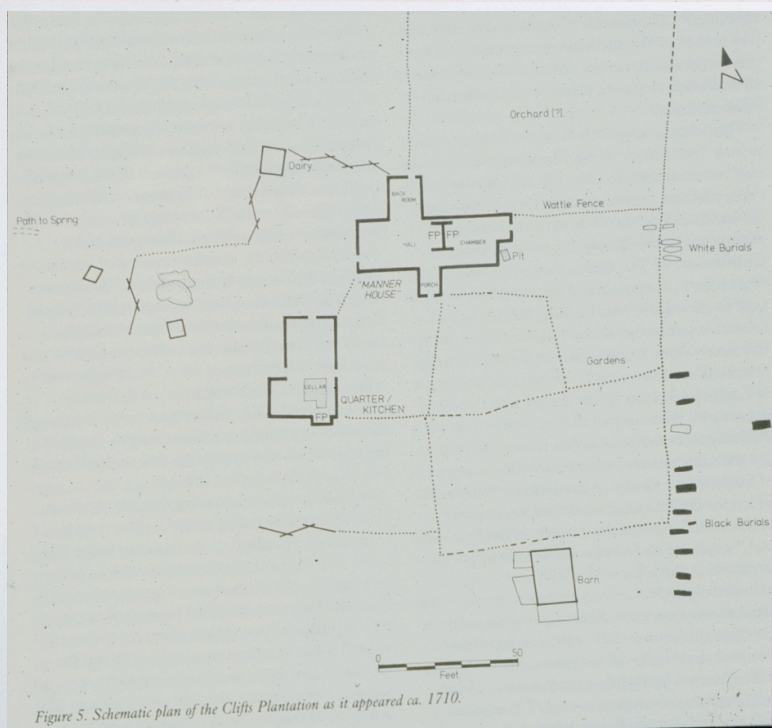 N
Orchard [?].
Dairy
BACK
ROOM
Path to Spring
Wattle Fence
HALL
FP FP
CHAMBER
White Burials
Pit
"MANNER
HOUSE"
PORCH
Gardens
CELLAR
QUARTER/
KITCHEN
FP
Black Burials
Barn
0 50
Feet
Figure 5. Schematic plan of the Clifts Plantation as it appeared ca. 1710.